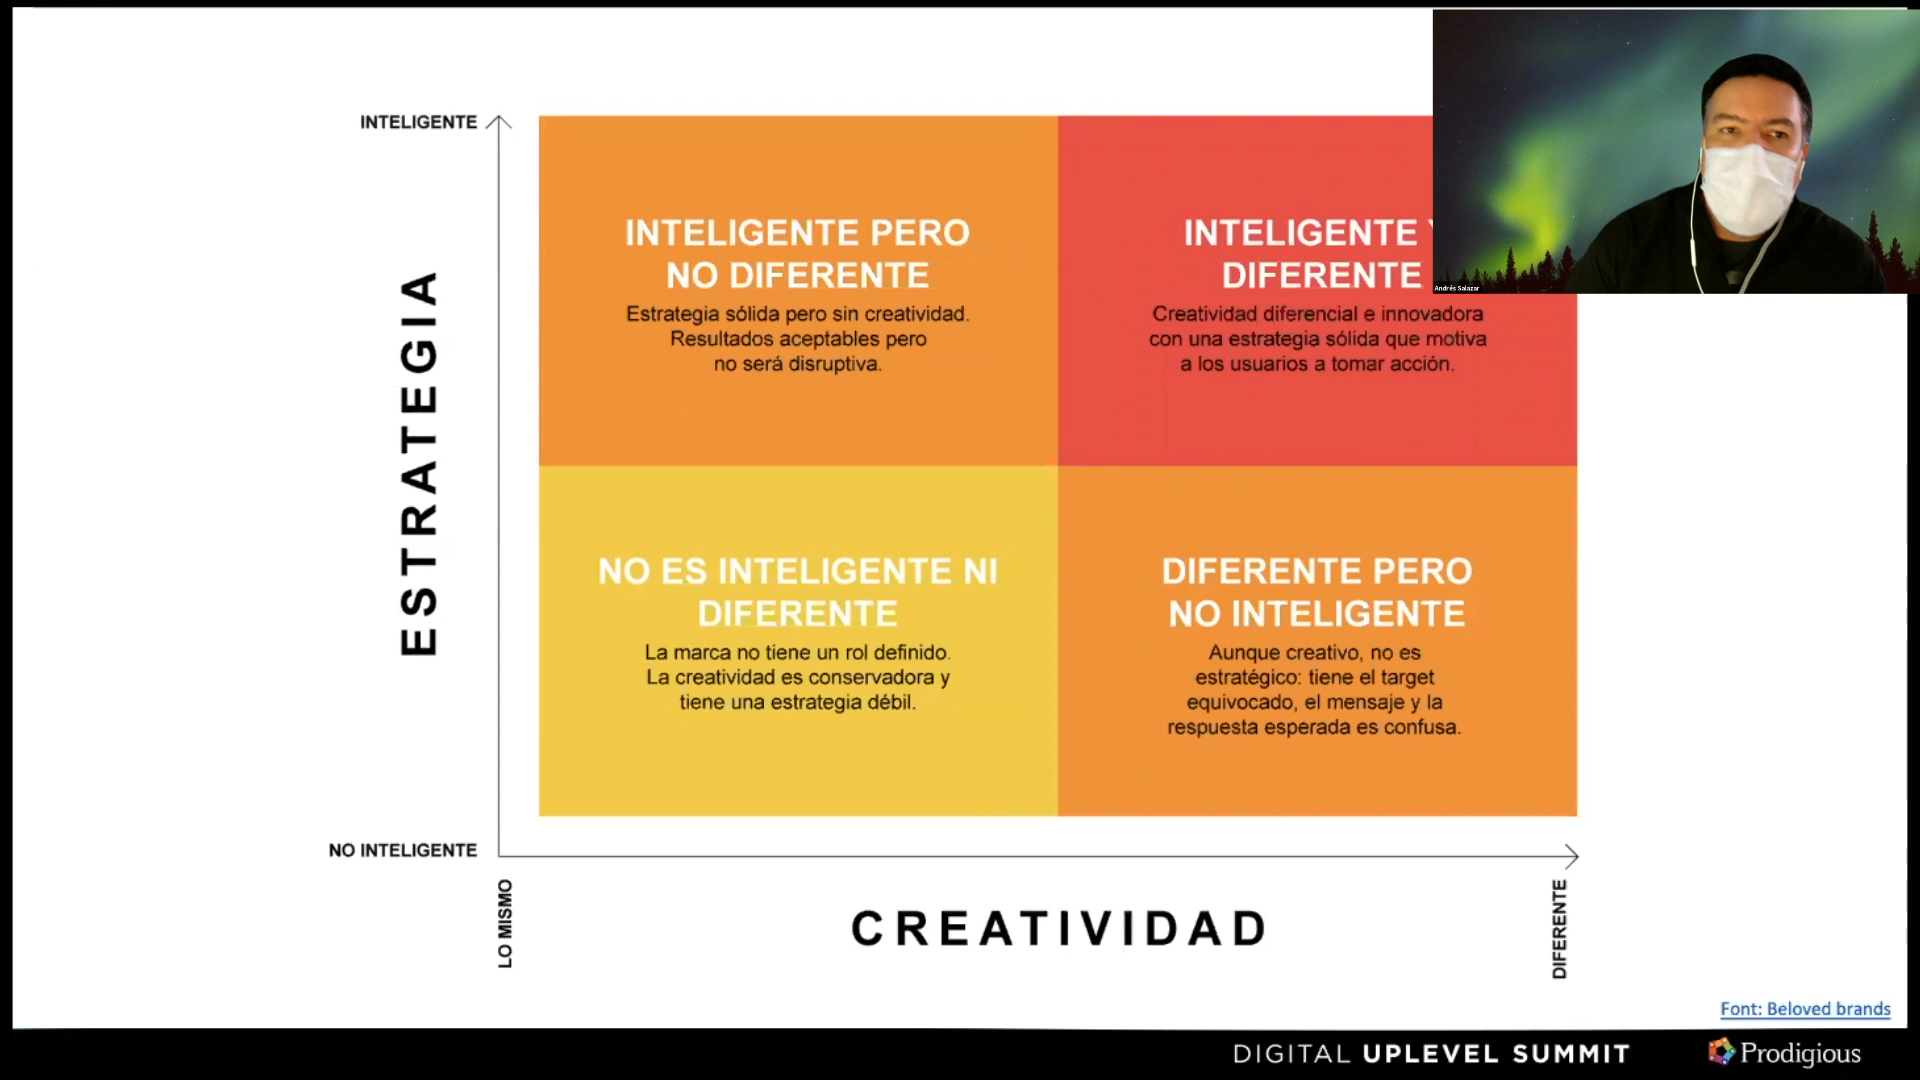 INTELIGENTE
ESTRATEGIA
NO INTELIGENTE
INTELIGENTE PERO
NO DIFERENTE
Estrategia sólida pero sin creatividad.
Resultados aceptables pero
no será disruptiva.
INTELIGENTE
DIFERENTE
Creatividad diferencial e innovadora
con una estrategia sólida que motiva
a los usuarios a tomar acción.
Andrés Salazar
NO ES INTELIGENTE NI
DIFERENTE
La marca no tiene un rol definido.
La creatividad es conservadora y
tiene una estrategia débil.
DIFERENTE PERO
NO INTELIGENTE
Aunque creativo, no es
estratégico: tiene el target
equivocado, el mensaje y la
respuesta esperada es confusa.
LO MISMO
CREATIVIDAD
DIFERENTE
Font: Beloved brands
DIGITAL UPLEVEL SUMMIT
Prodigious